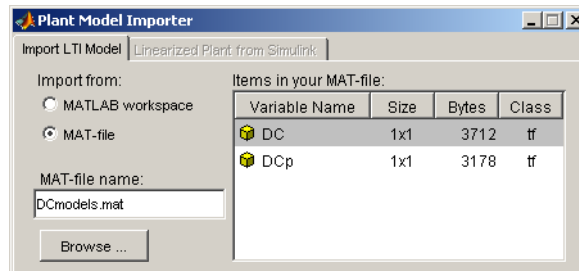 Plant Model Importer
Import LTI Model Linearized Plant from Simulink
Import from:
MATLAB workspace
MAT-file
MAT-file name:
DCmodels.mat
Browse ...
Items in your MAT-file:
Variable Name Size Bytes Class
DC 1x1 3712 tf
DCp 1x1 3178 tf